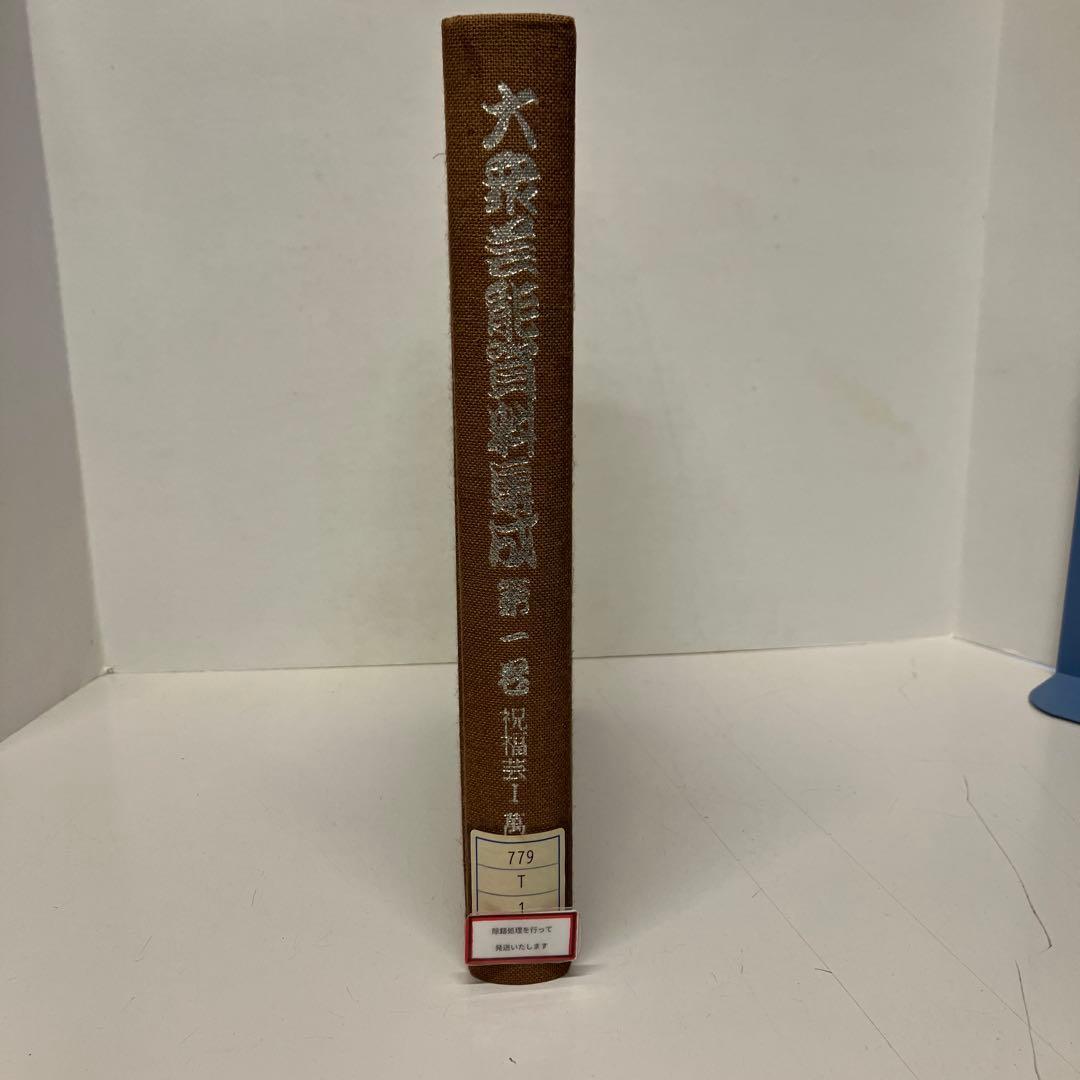 大衆芸能資料集成
第一巻
祝福芸I 萬
779
T
1
除籍処理を行って
発送いたします